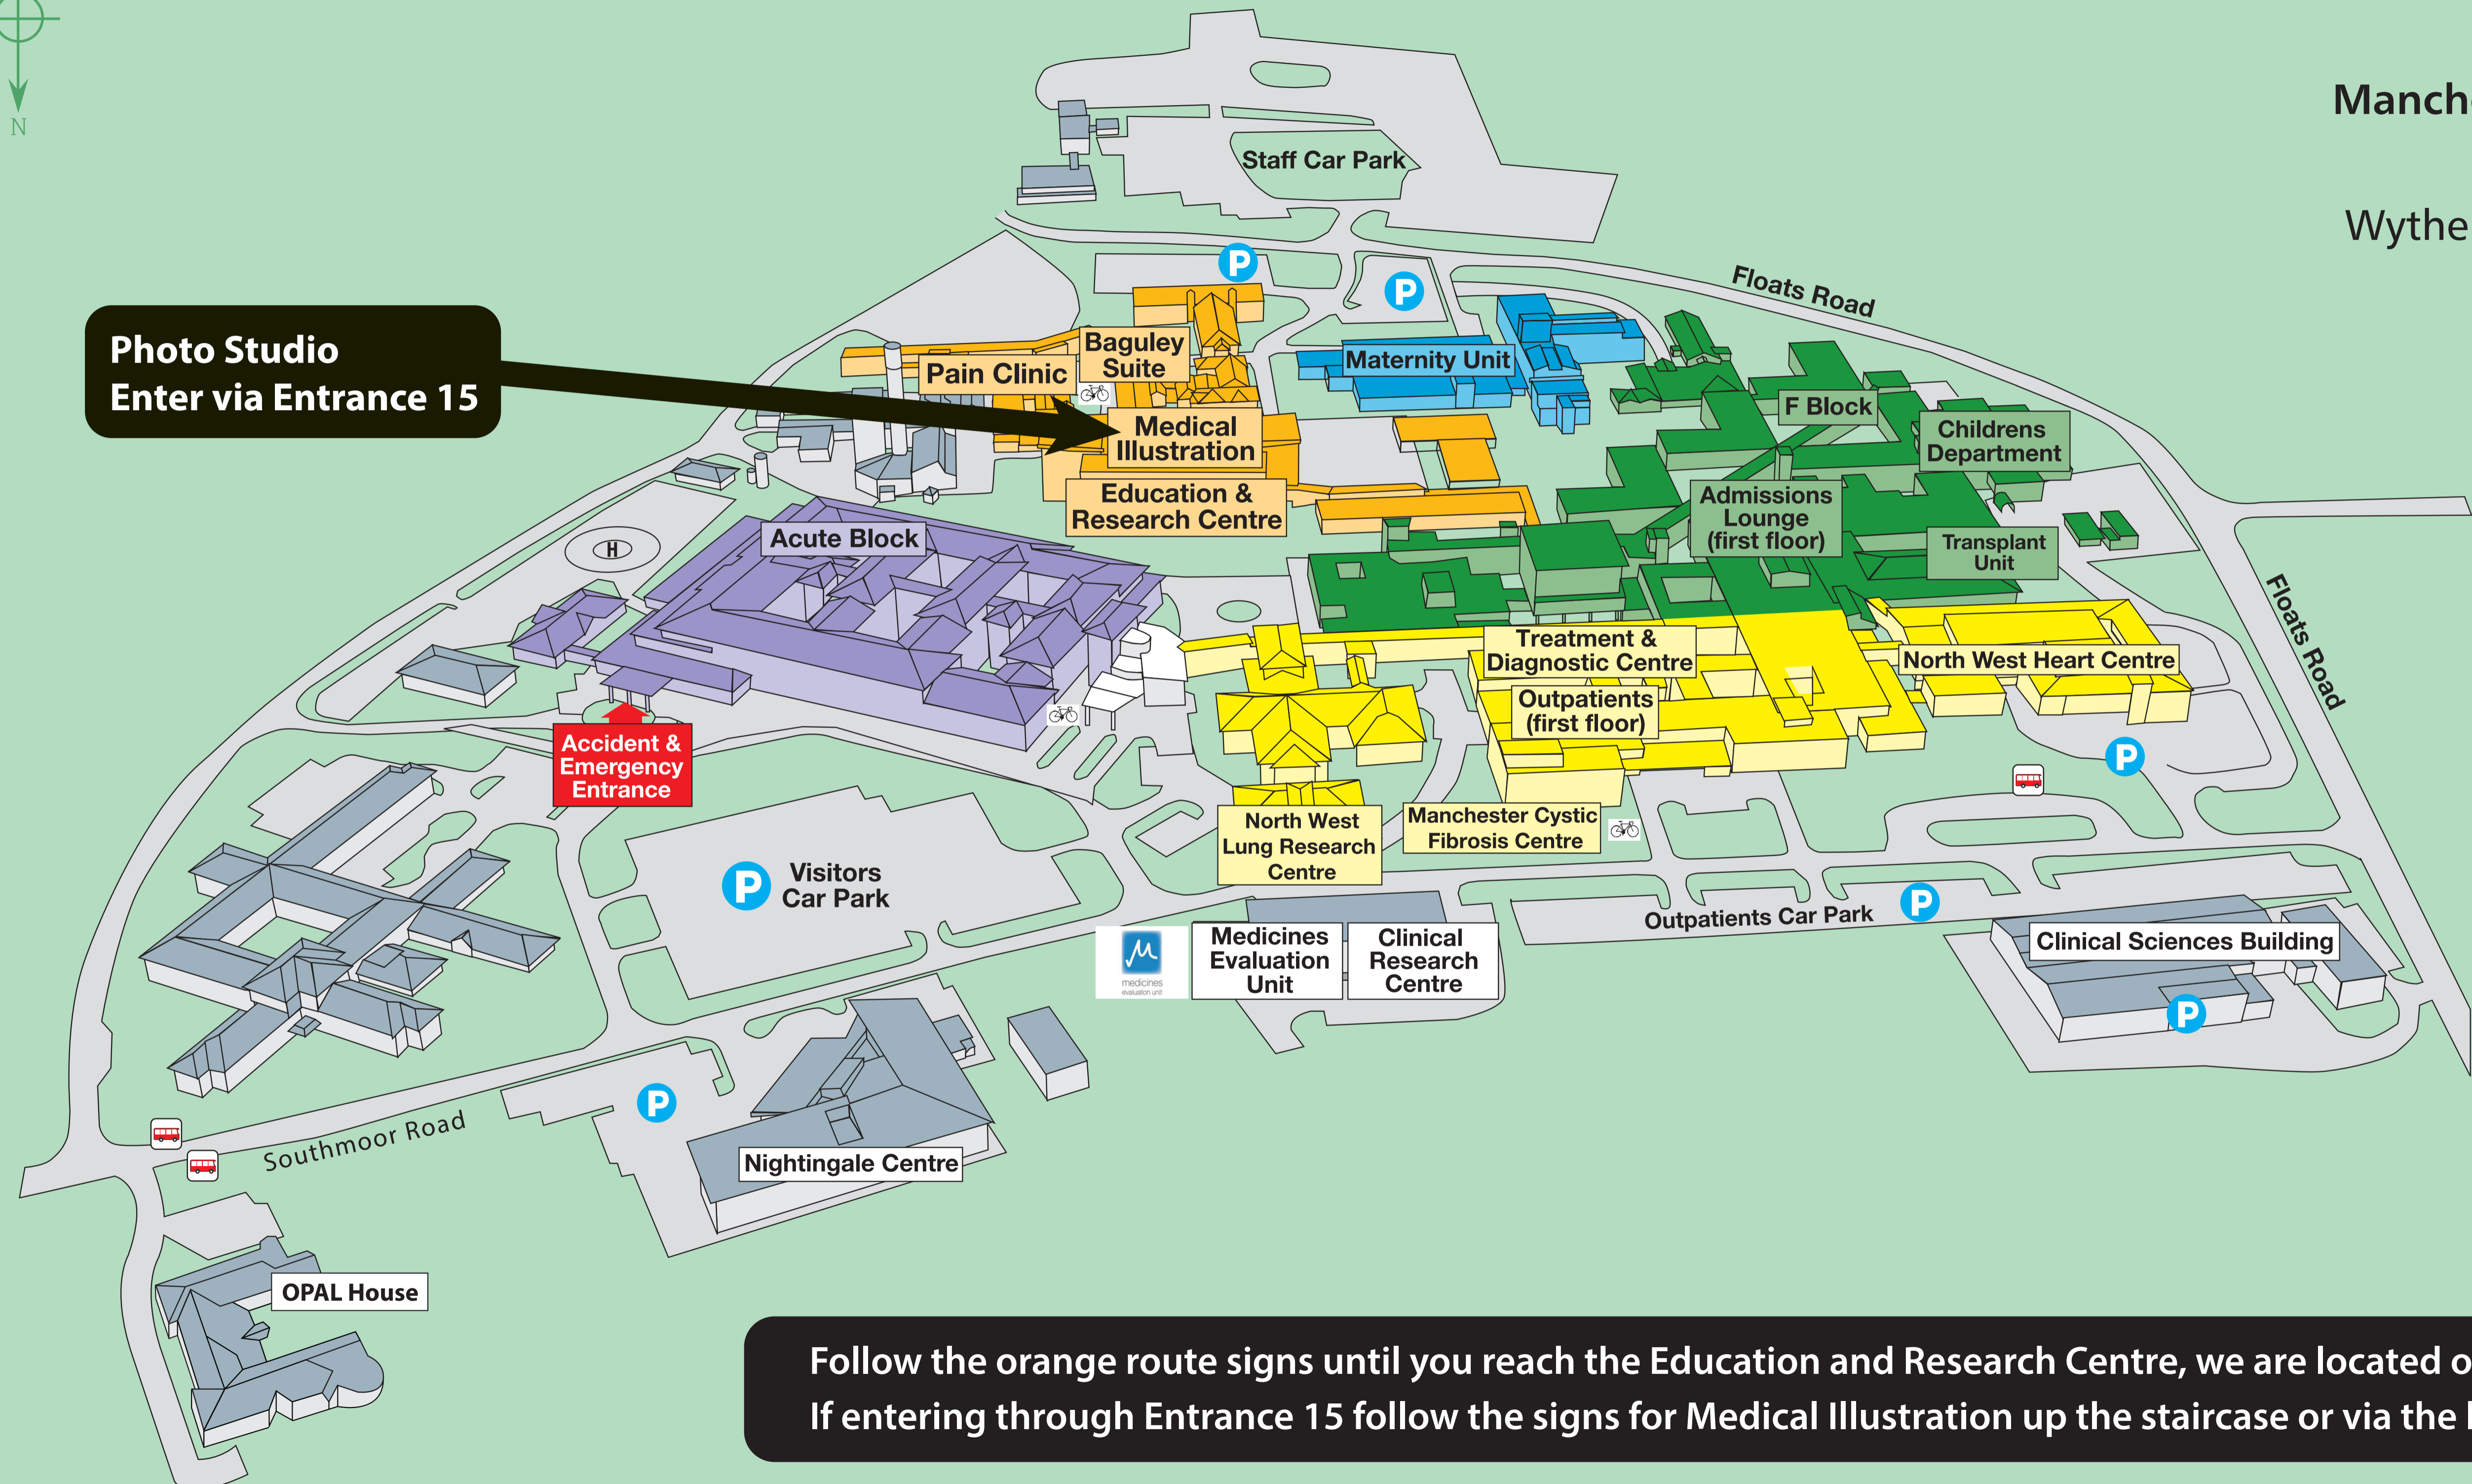 N
Manch
Wythe
Staff Car Park
P
P
Floats Road
Photo Studio
Enter via Entrance 15
Baguley
Suite
Pain Clinic
Maternity Unit
Medical
Illustration
F Block
Childrens
Department
Education &
Research Centre
Admissions
Lounge
(first floor)
Transplant
Unit
Acute Block
H
Floats Road
Treatment &
Diagnostic Centre
North West Heart Centre
Outpatients
(first floor)
Accident &
Emergency
Entrance
P
North West
Lung Research
Centre
Manchester Cystic
Fibrosis Centre
P
Visitors
Car Park
Outpatients Car Park
P
medicines
evaluation unit
Medicines
Evaluation
Unit
Clinical
Research
Centre
Clinical Sciences Building
P
P
Southmoor Road
Nightingale Centre
OPAL House
Follow the orange route signs until you reach the Education and Research Centre, we are located o
If entering through Entrance 15 follow the signs for Medical Illustration up the staircase or via the